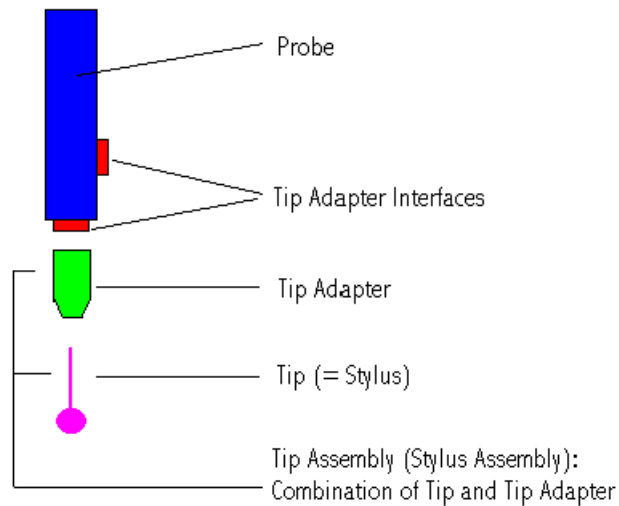 Probe
Tip Adapter Interfaces
Tip Adapter
Tip (= Stylus)
Tip Assembly (Stylus Assembly):
Combination of Tip and Tip Adapter